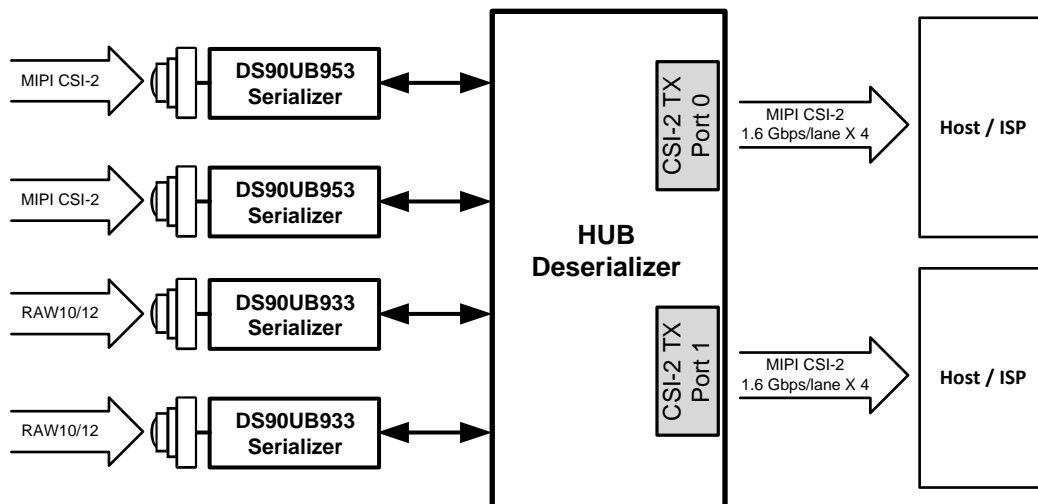 MIPI CSI-2
DS90UB953
Serializer
MIPI CSI-2
DS90UB953
Serializer
RAW10/12
DS90UB933
Serializer
RAW10/12
DS90UB933
Serializer
HUB
Deserializer
CSI-2 TX
Port 0
CSI-2 TX
Port 1
MIPI CSI-2
1.6 Gbps/lane X 4
Host / ISP
MIPI CSI-2
1.6 Gbps/lane X 4
Host / ISP